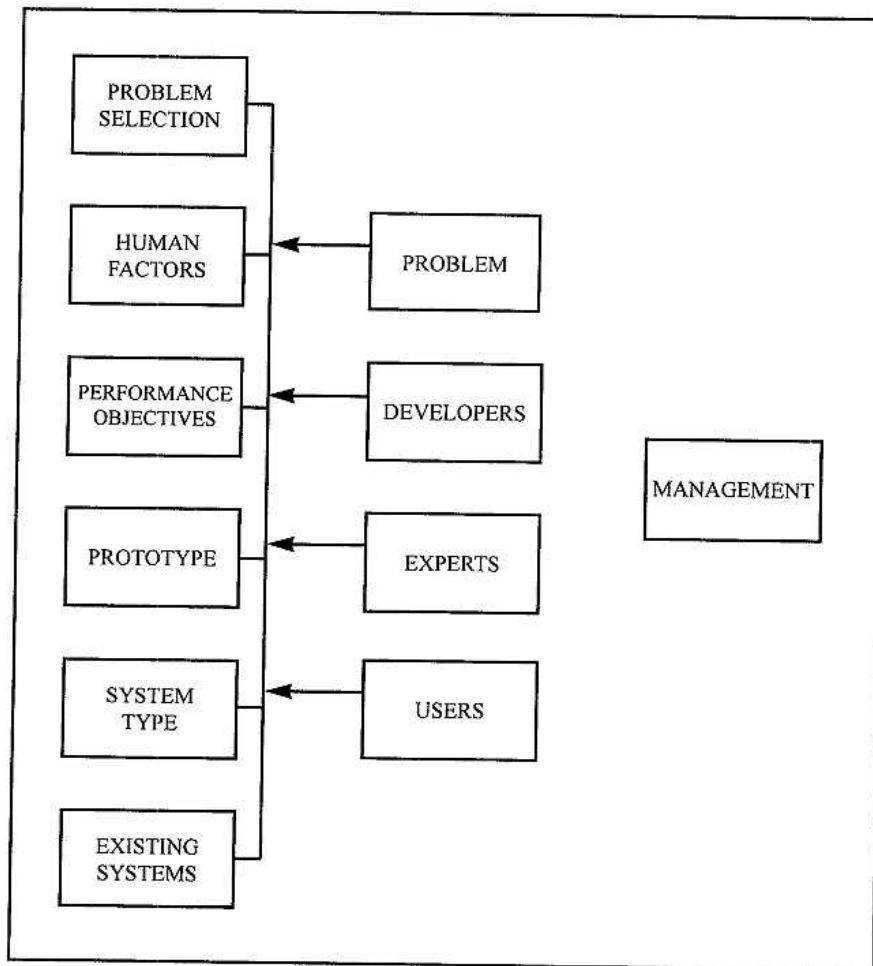 PROBLEM
SELECTION
HUMAN
FACTORS
PROBLEM
PERFORMANCE
OBJECTIVES
DEVELOPERS
MANAGEMENT
PROTOTYPE
EXPERTS
SYSTEM
TYPE
USERS
EXISTING
SYSTEMS